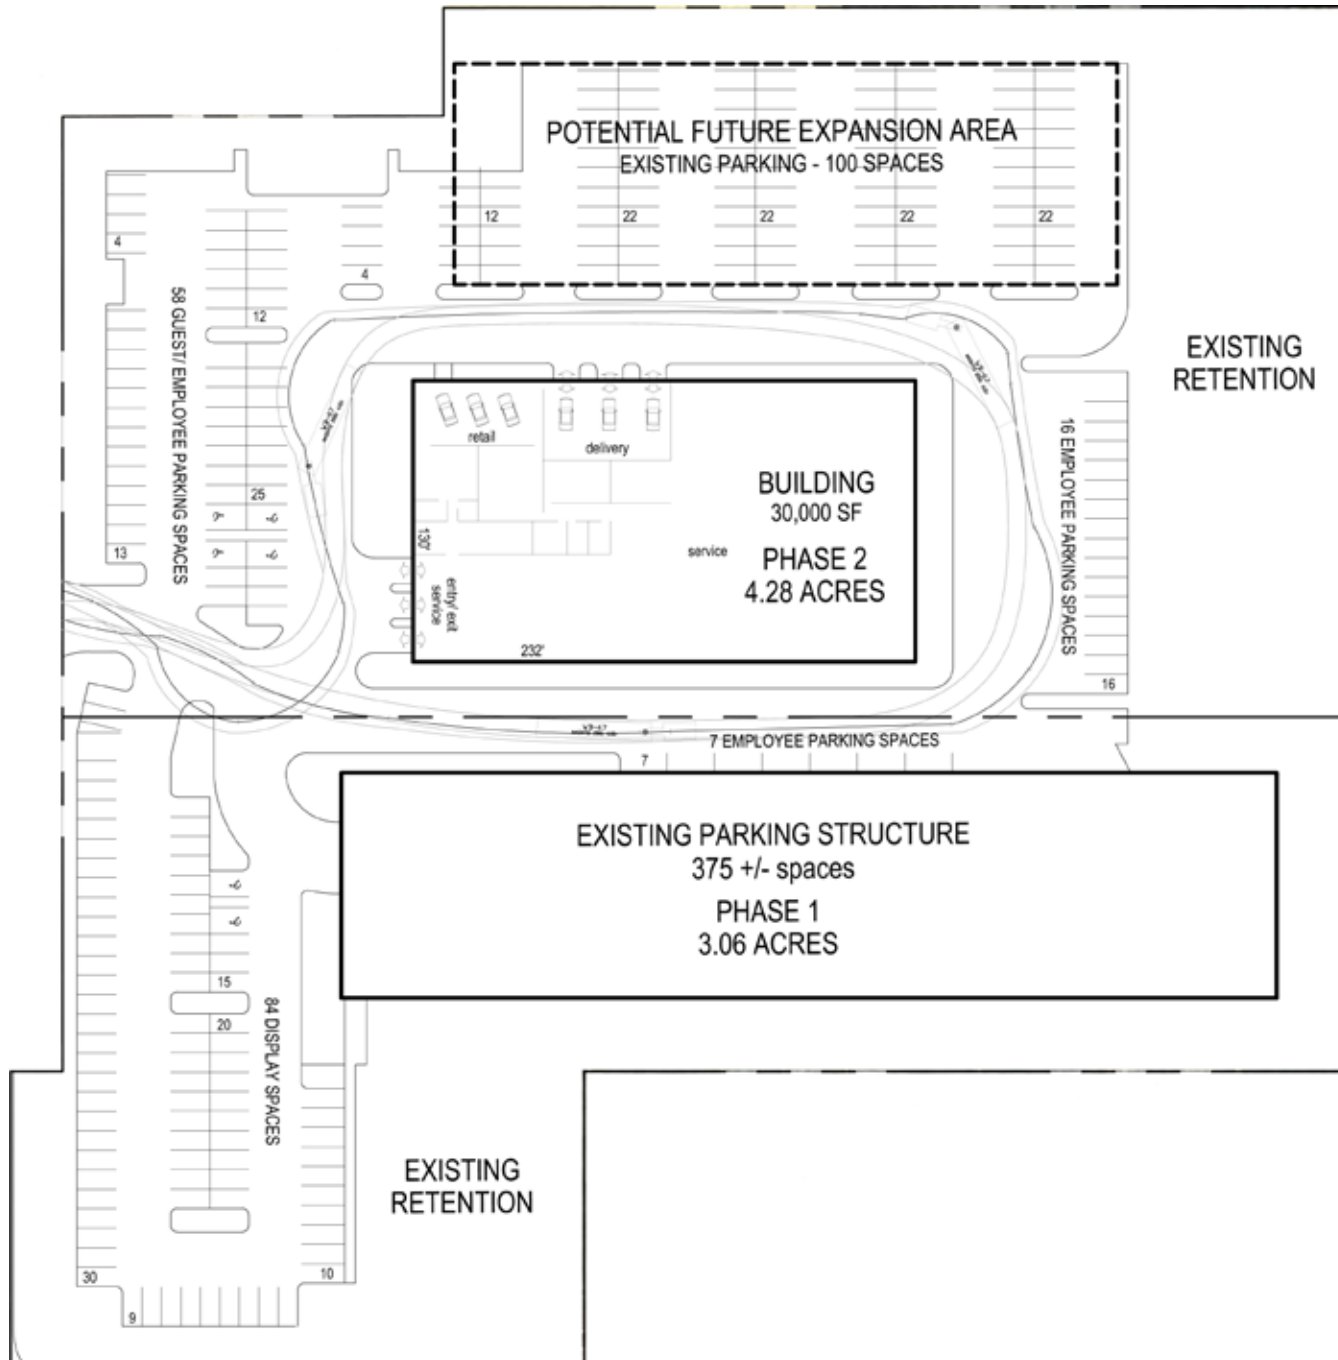 POTENTIAL FUTURE EXPANSION AREA
EXISTING PARKING - 100 SPACES
12
22
22
22
22
4
4
12
58 GUEST/ EMPLOYEE PARKING SPACES
25
13
EXISTING
RETENTION
retail
delivery
BUILDING
30,000 SF
PHASE 2
4.28 ACRES
service
130'
entry/ exit
service
232'
16 EMPLOYEE PARKING SPACES
16
7 EMPLOYEE PARKING SPACES
7
EXISTING PARKING STRUCTURE
375 +/- spaces
PHASE 1
3.06 ACRES
15
20
84 DISPLAY SPACES
EXISTING
RETENTION
30
10
9